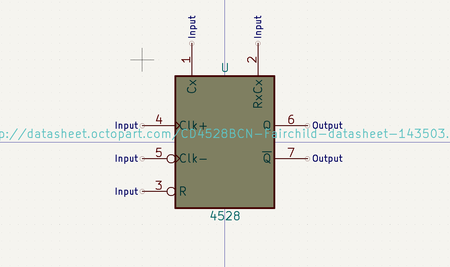 Input Input
1 2
U
Cx RxCx
Input 4 Clk+ Q 6 Output
p://datasheet.octopart.com/CD4528BCN-Fairchild-datasheet-143503.
Input 5 Clk- Q 7 Output
Input 3 R
4528